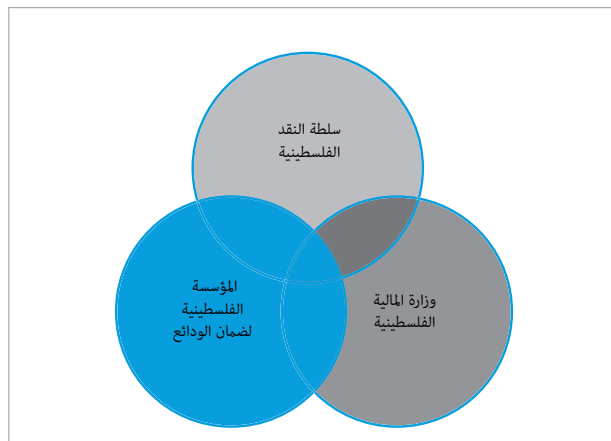 سلطة النقد
الفلسطينية
المؤسسة
الفلسطينية
لضمان الودائع
وزارة المالية
الفلسطينية